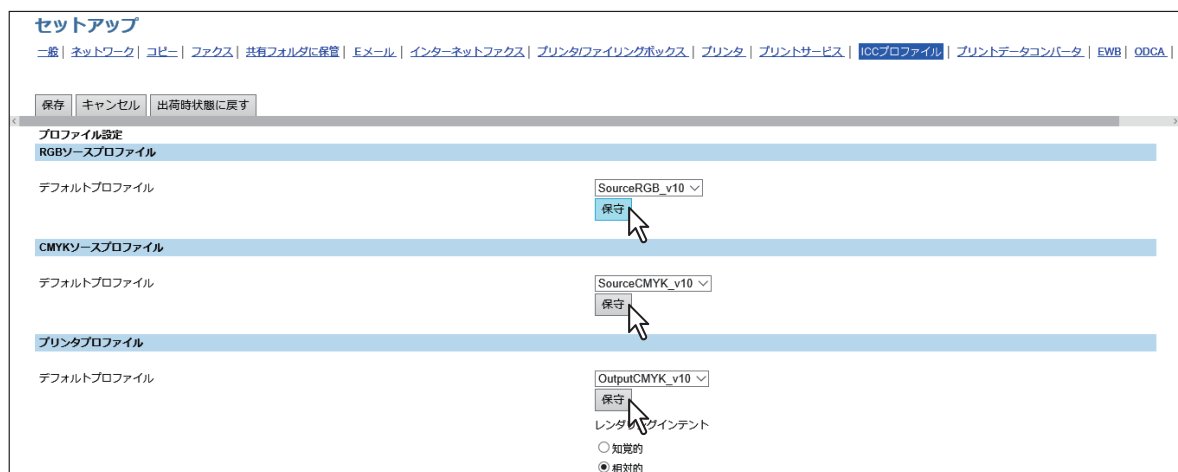 セットアップ
一般 | ネットワーク | コピー | ファクス | 共有フォルダに保管 | Eメール | インターネットファクス | プリンタ/ファイリングボックス | プリンタ | プリントサービス | ICCプロファイル | プリントデータコンバータ | EWB | ODCA |
保存 キャンセル 出荷時状態に戻す
プロファイル設定
RGBソースプロファイル
デフォルトプロファイル SourceRGB_v10
保守
CMYKソースプロファイル
デフォルトプロファイル SourceCMYK_v10
保守
プリンタプロファイル
デフォルトプロファイル OutputCMYK_v10
保守
レンダリングインテント
知覚的
相対的